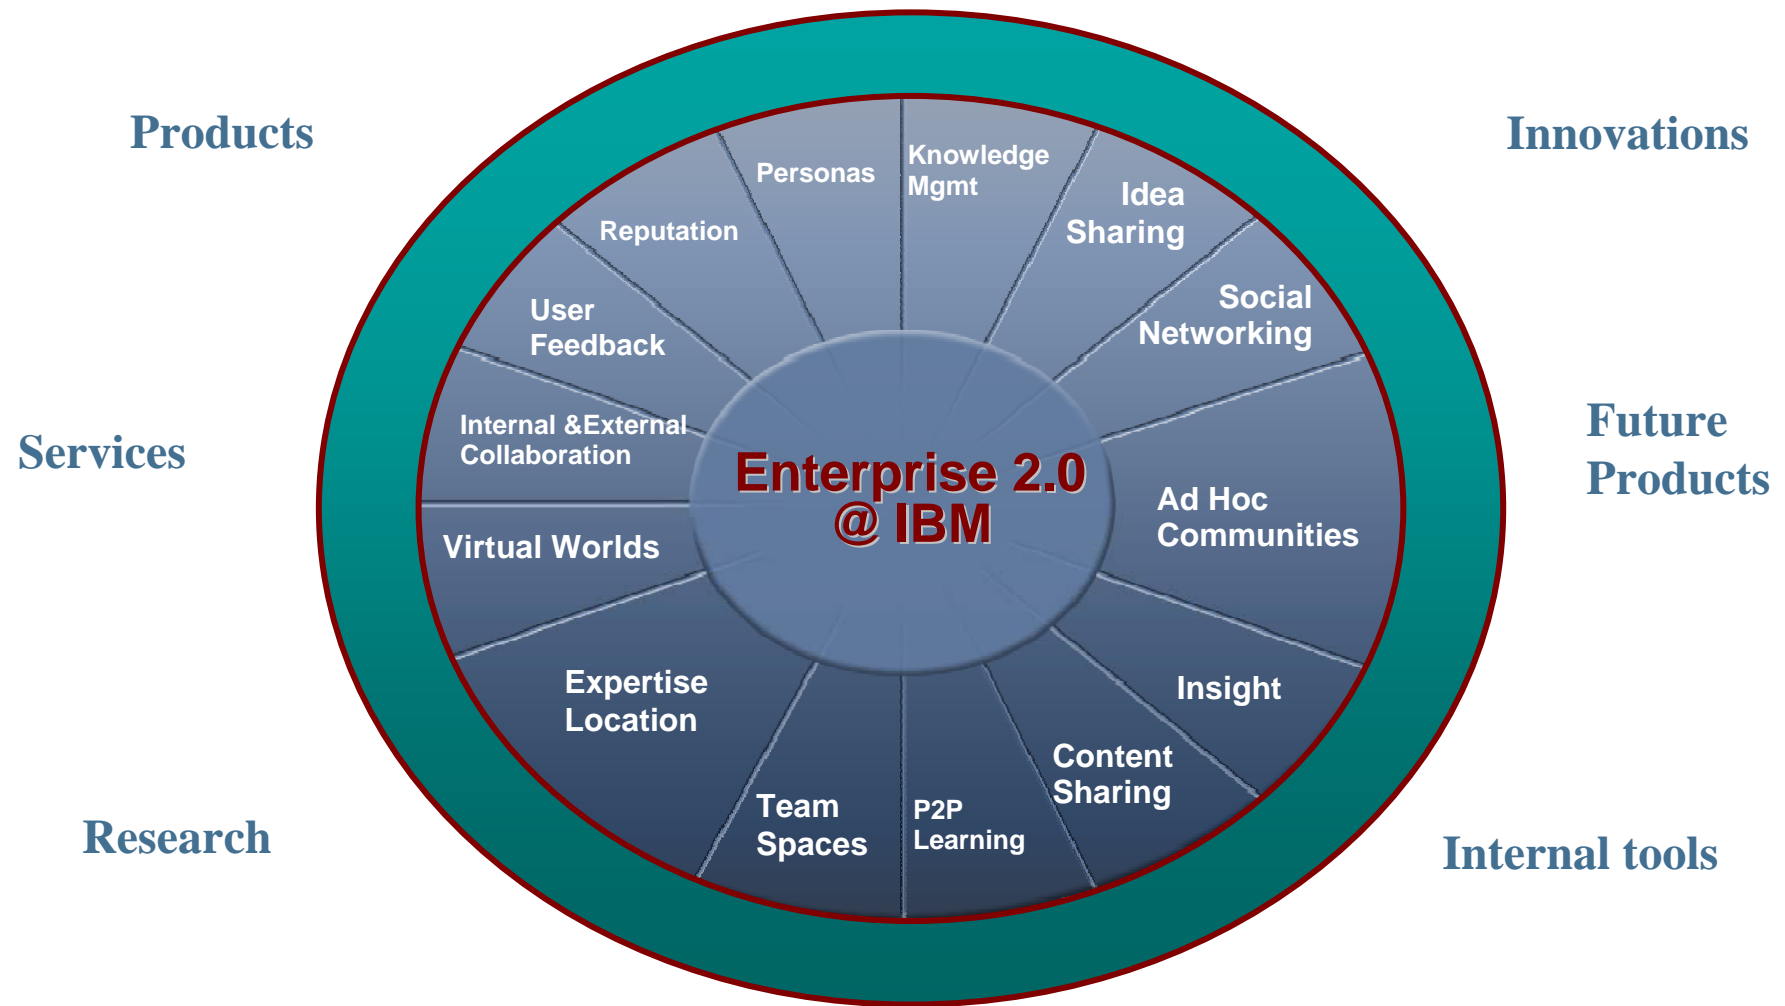 Products
Innovations
Personas
Knowledge
Mgmt
Idea
Sharing
Reputation
Social
Networking
User
Feedback
Internal &External
Collaboration
Services
Enterprise 2.0
@ IBM
Future
Products
Ad Hoc
Communities
Virtual Worlds
Expertise
Location
Insight
Content
Sharing
Team
Spaces
P2P
Learning
Research
Internal tools